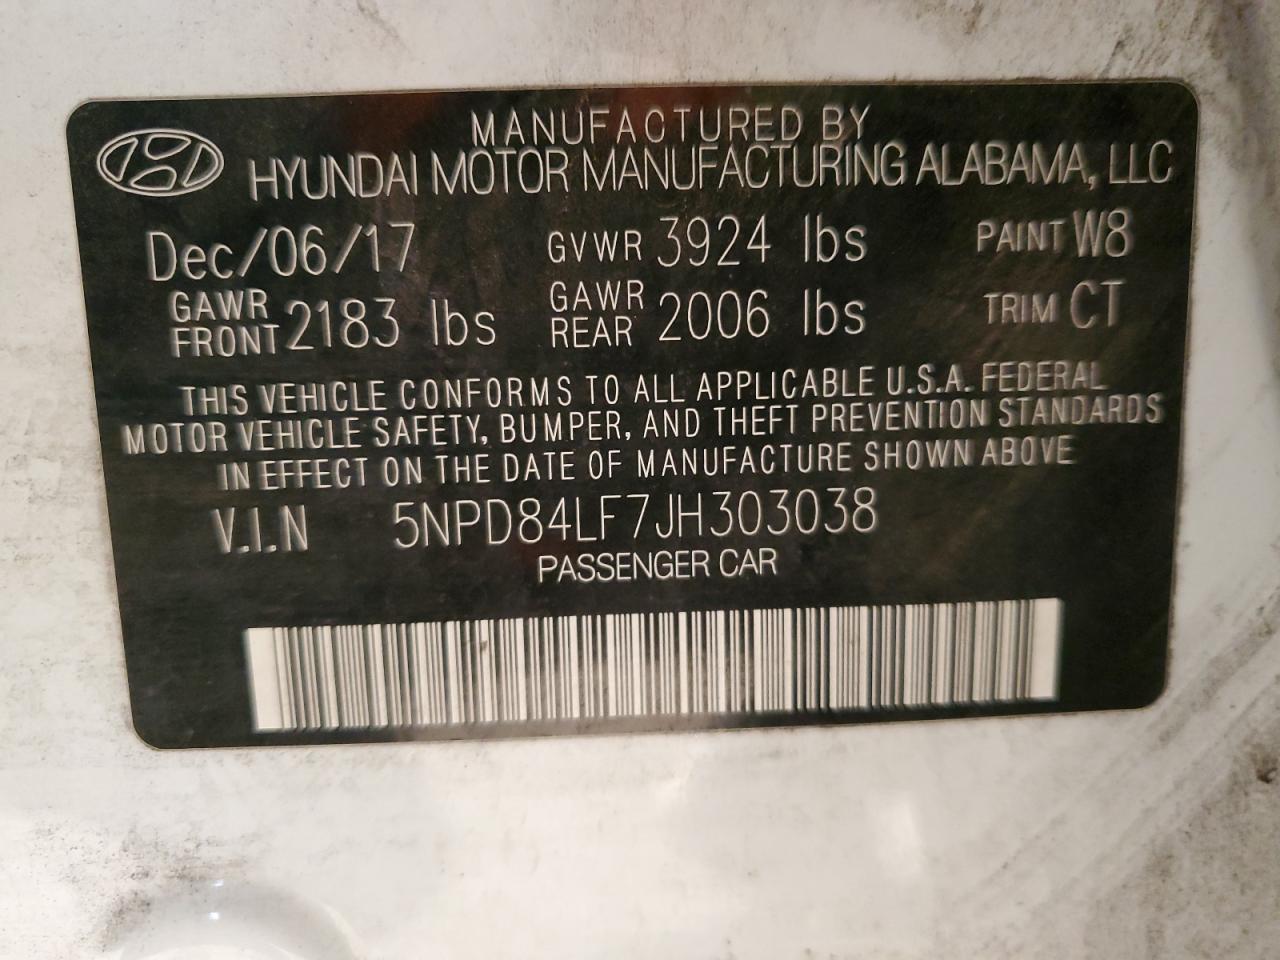 MANUFACTURED BY
HYUNDAI MOTOR MANUFACTURING ALABAMA, LLC
Dec/06/17 GVWR 3924 lbs PAINT W8
GAWR FRONT 2183 lbs GAWR REAR 2006 lbs TRIM CT
THIS VEHICLE CONFORMS TO ALL APPLICABLE U.S.A. FEDERAL
MOTOR VEHICLE SAFETY, BUMPER, AND THEFT PREVENTION STANDARDS
IN EFFECT ON THE DATE OF MANUFACTURE SHOWN ABOVE
V.I.N 5NPD84LF7JH303038
PASSENGER CAR